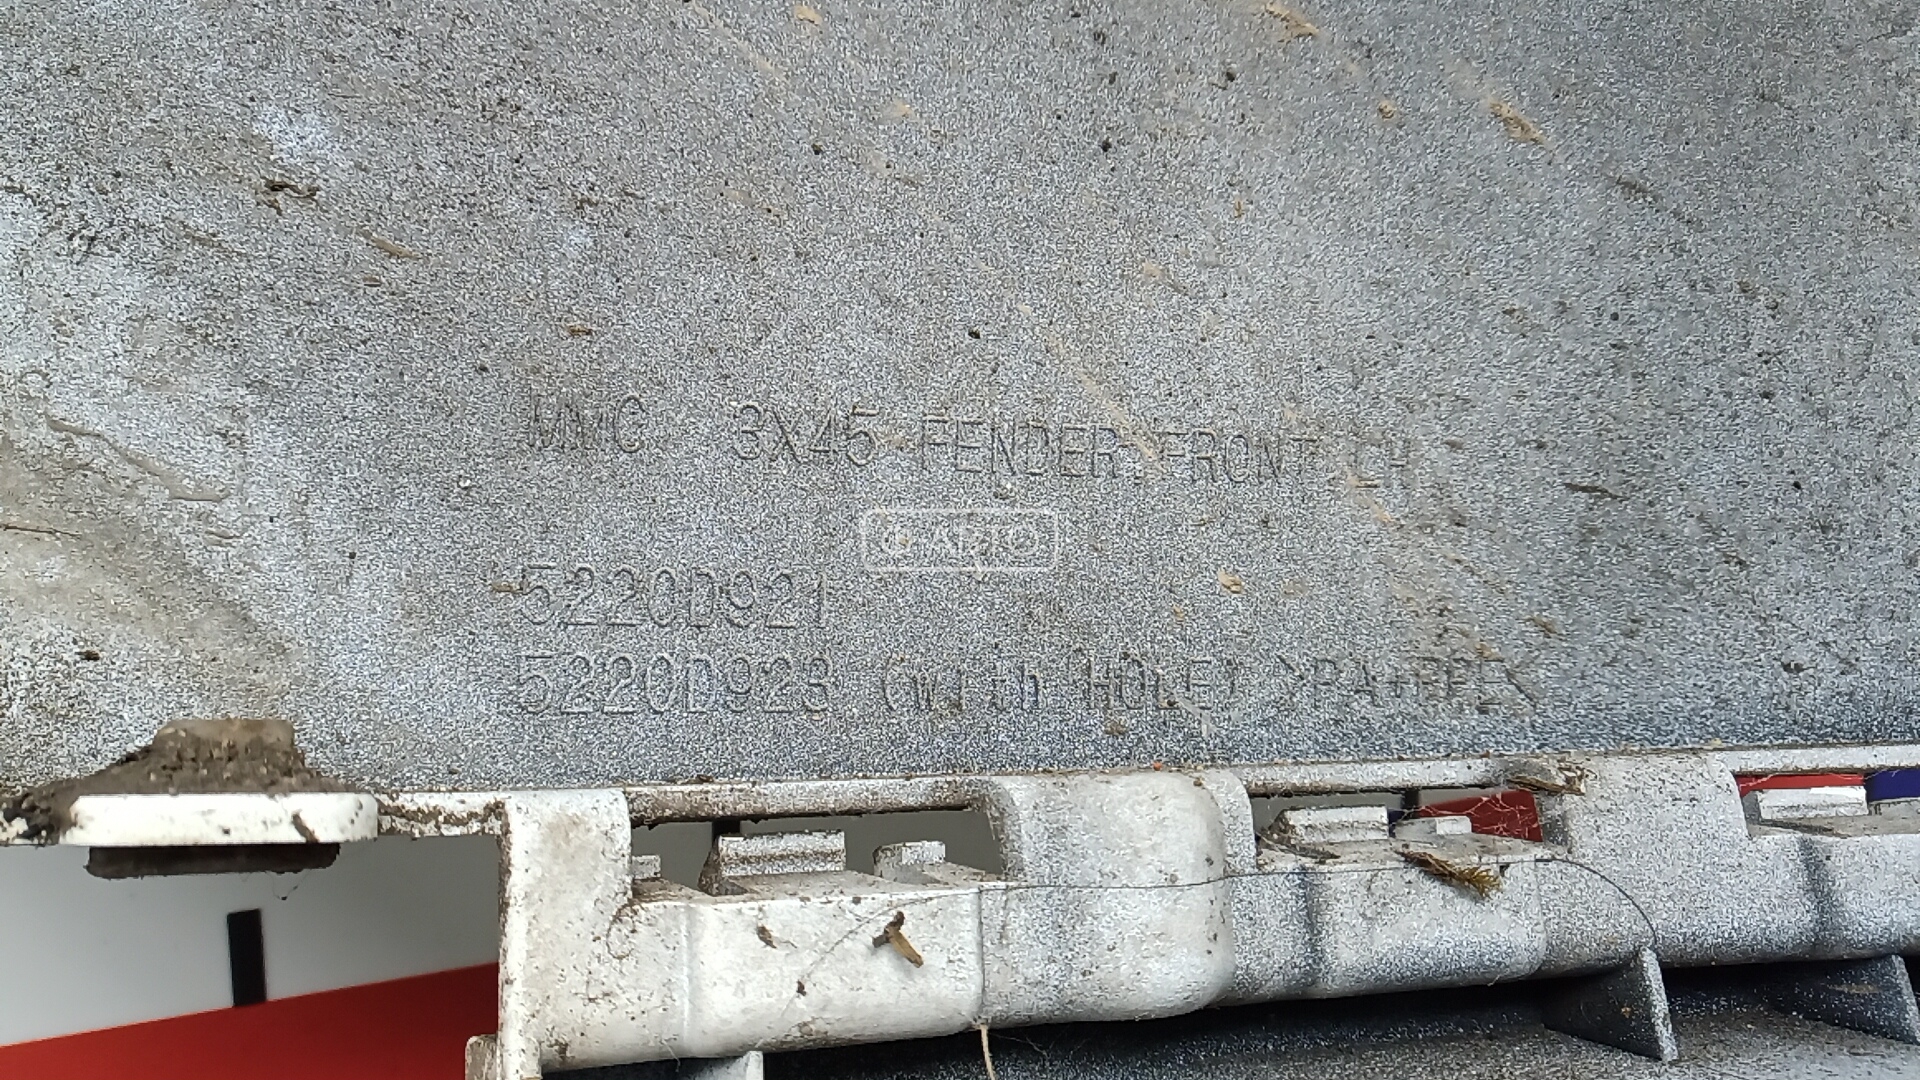 MMC 3X45 FENDER,FRONT LH
5220D921
5220D923 (with HOLE) >PA+PPE<